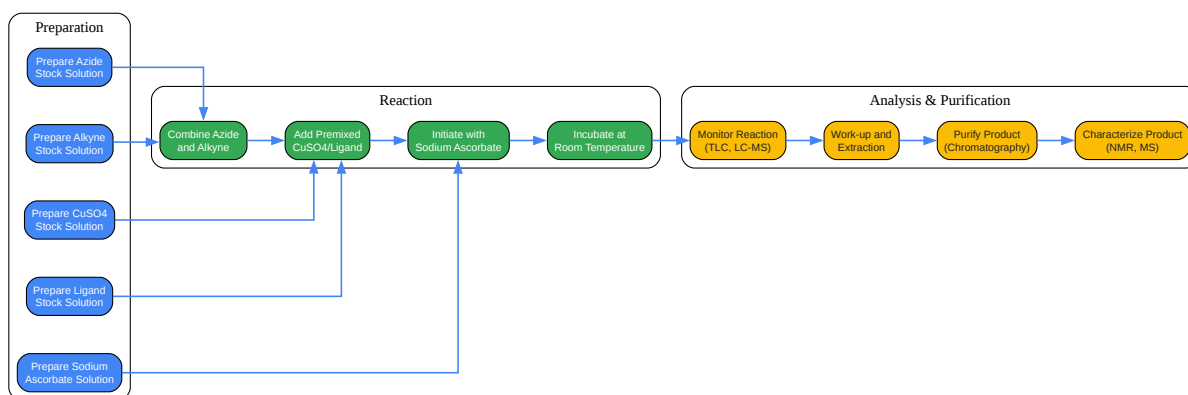 Preparation
Prepare Azide
Stock Solution
Prepare Alkyne
Stock Solution
Prepare CuSO4
Stock Solution
Prepare Ligand
Stock Solution
Prepare Sodium
Ascorbate Solution
Reaction
Combine Azide
and Alkyne
Add Premixed
CuSO4/Ligand
Initiate with
Sodium Ascorbate
Incubate at
Room Temperature
Analysis & Purification
Monitor Reaction
(TLC, LC-MS)
Work-up and
Extraction
Purify Product
(Chromatography)
Characterize Product
(NMR, MS)